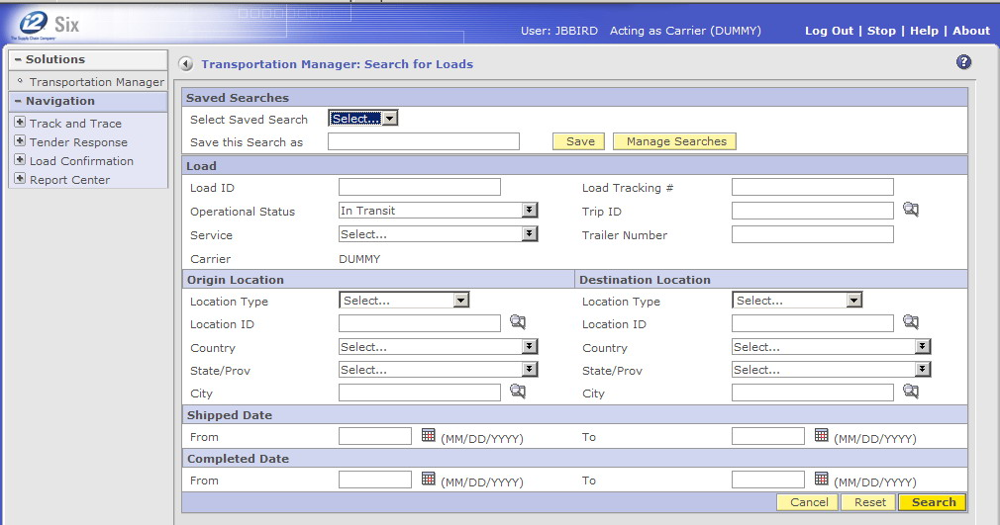 i2 Six
The Supply Chain Company
User: JBBIRD Acting as Carrier (DUMMY) Log Out | Stop | Help | About
Solutions
Transportation Manager
Navigation
Track and Trace
Tender Response
Load Confirmation
Report Center
Transportation Manager: Search for Loads ?
Saved Searches
Select Saved Search Select...
Save this Search as Save Manage Searches
Load
Load ID Load Tracking #
Operational Status In Transit Trip ID
Service Select... Trailer Number
Carrier DUMMY
Origin Location Destination Location
Location Type Select... Location Type Select...
Location ID Location ID
Country Select... Country Select...
State/Prov Select... State/Prov Select...
City City
Shipped Date
From (MM/DD/YYYY) To (MM/DD/YYYY)
Completed Date
From (MM/DD/YYYY) To (MM/DD/YYYY)
Cancel Reset Search